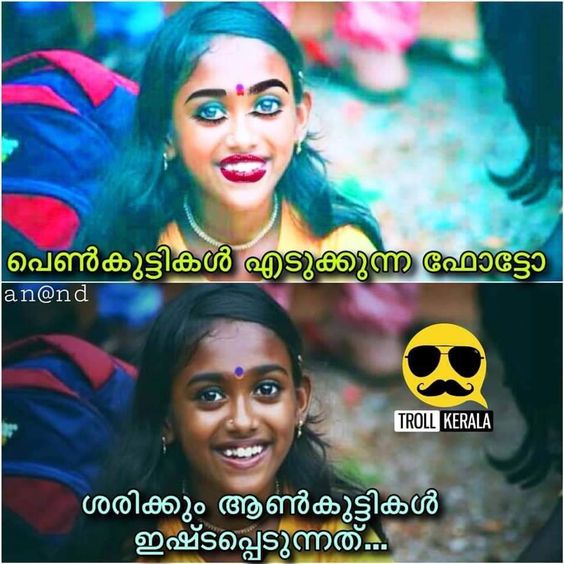 പെൺകുട്ടികൾ എടുക്കുന്ന ഫോട്ടോ
an@nd
TROLL KERALA
ശരിക്കും ആൺകുട്ടികൾ
ഇഷ്ടപ്പെടുന്നത്...